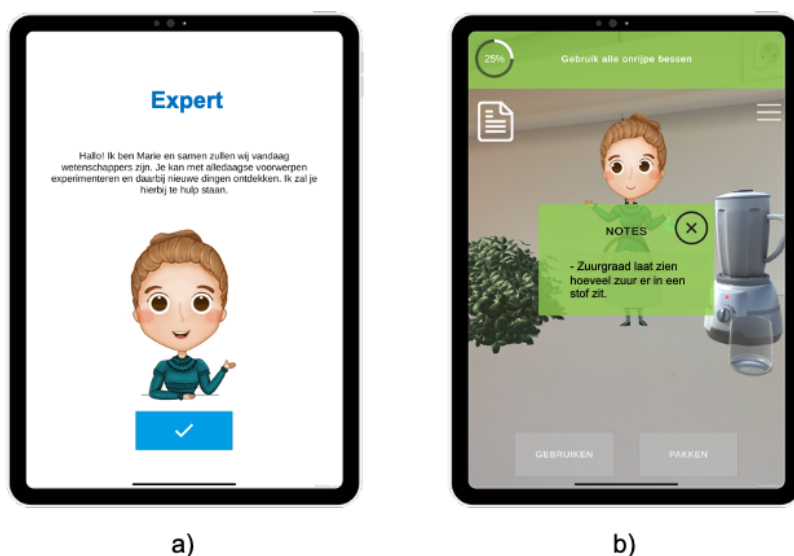 Expert
Hallo! Ik ben Marie en samen zullen wij vandaag
wetenschappers zijn. Je kan met alledaagse voorwerpen
experimenteren en daarbij nieuwe dingen ontdekken. Ik zal je
hierbij te hulp staan.
a)
25%
Gebruik alle onrijpe bessen
NOTES
- Zuurgraad laat zien
hoeveel zuur er in een
stof zit.
GEBRUIKEN
PAKKEN
b)